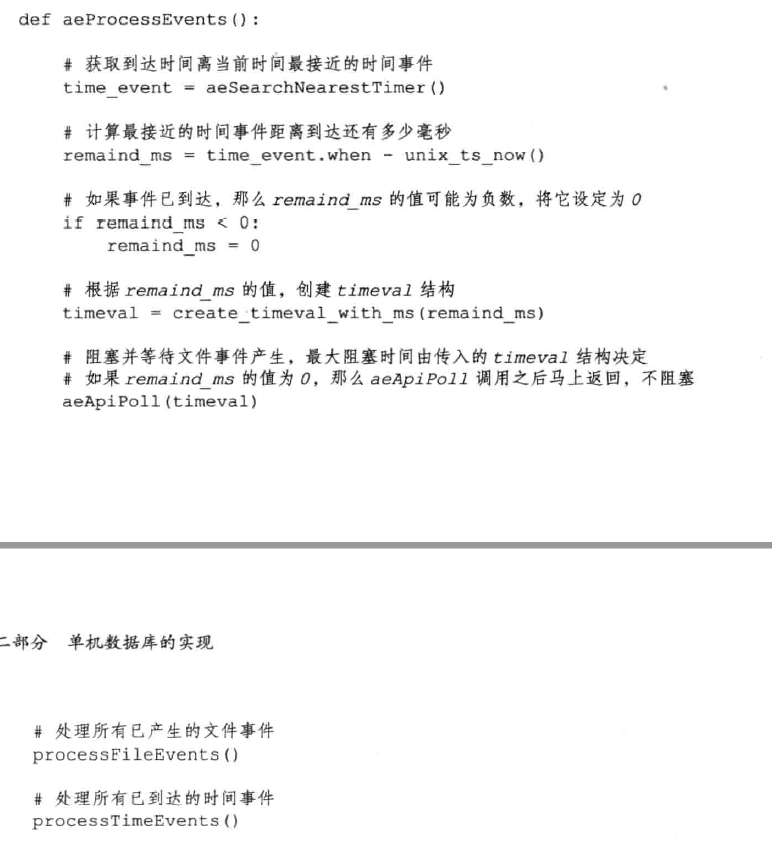 def aeProcessEvents():
# 获取到达时间离当前时间最接近的时间事件
time_event = aeSearchNearestTimer()
# 计算最接近的时间事件距离到达还有多少毫秒
remaind_ms = time_event.when - unix_ts_now()
# 如果事件已到达，那么 remaind_ms 的值可能为负数，将它设定为 0
if remaind_ms < 0:
remaind_ms = 0
# 根据 remaind_ms 的值，创建 timeval 结构
timeval = create_timeval_with_ms(remaind_ms)
# 阻塞并等待文件事件产生，最大阻塞时间由传入的 timeval 结构决定
# 如果 remaind_ms 的值为 0，那么 aeApiPoll 调用之后马上返回，不阻塞
aeApiPoll(timeval)
二部分 单机数据库的实现
# 处理所有已产生的文件事件
processFileEvents()
# 处理所有已到达的时间事件
processTimeEvents()